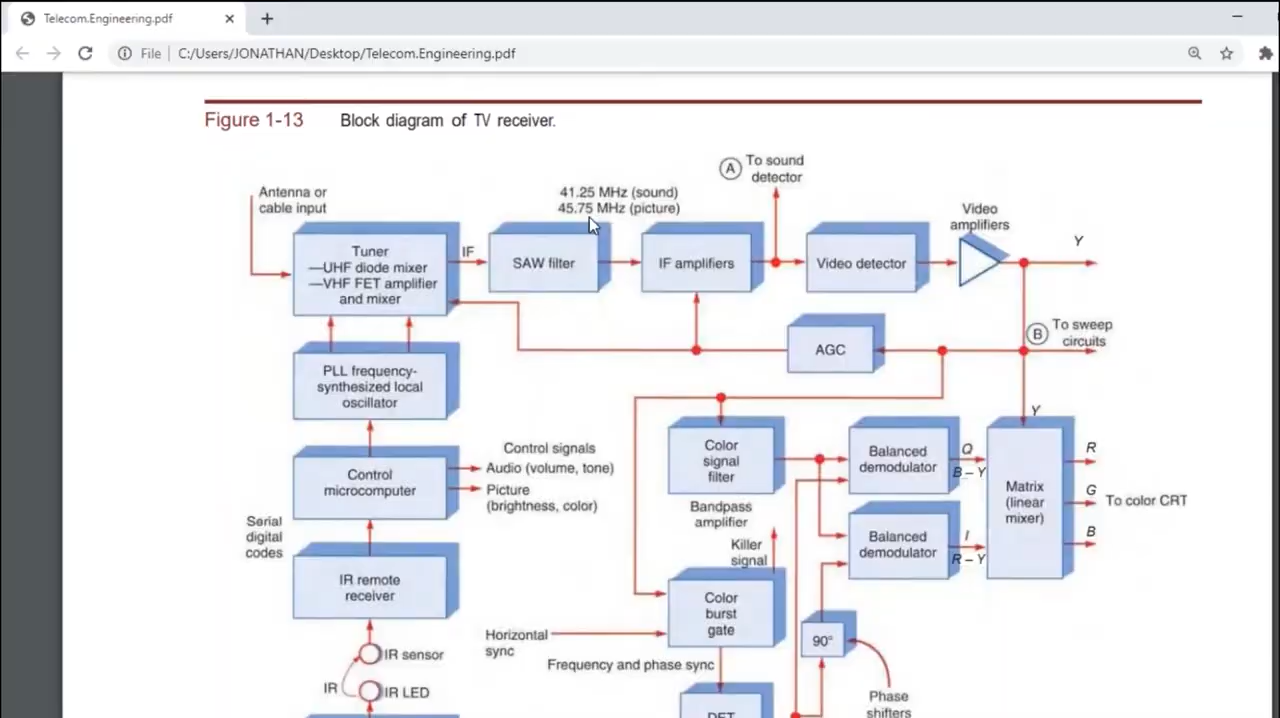 Telecom.Engineering.pdf
File
C:/Users/JONATHAN/Desktop/Telecom.Engineering.pdf
Figure 1-13 Block diagram of TV receiver.
A
To sound
detector
Antenna or
cable input
41.25 MHz (sound)
45.75 MHz (picture)
Video
amplifiers
Tuner
—UHF diode mixer
—VHF FET amplifier
and mixer
IF
SAW filter
IF amplifiers
Video detector
Y
B
To sweep
circuits
AGC
PLL frequency-
synthesized local
oscillator
Y
Control signals
Audio (volume, tone)
Picture
(brightness, color)
Control
microcomputer
Color
signal
filter
Bandpass
amplifier
Balanced
demodulator
Q
B – Y
Matrix
(linear
mixer)
R
G
B
To color CRT
Balanced
demodulator
I
R – Y
Serial
digital
codes
Killer
signal
IR remote
receiver
Color
burst
gate
Horizontal
sync
90°
Frequency and phase sync
IR sensor
IR
IR LED
Phase
shifters
DET